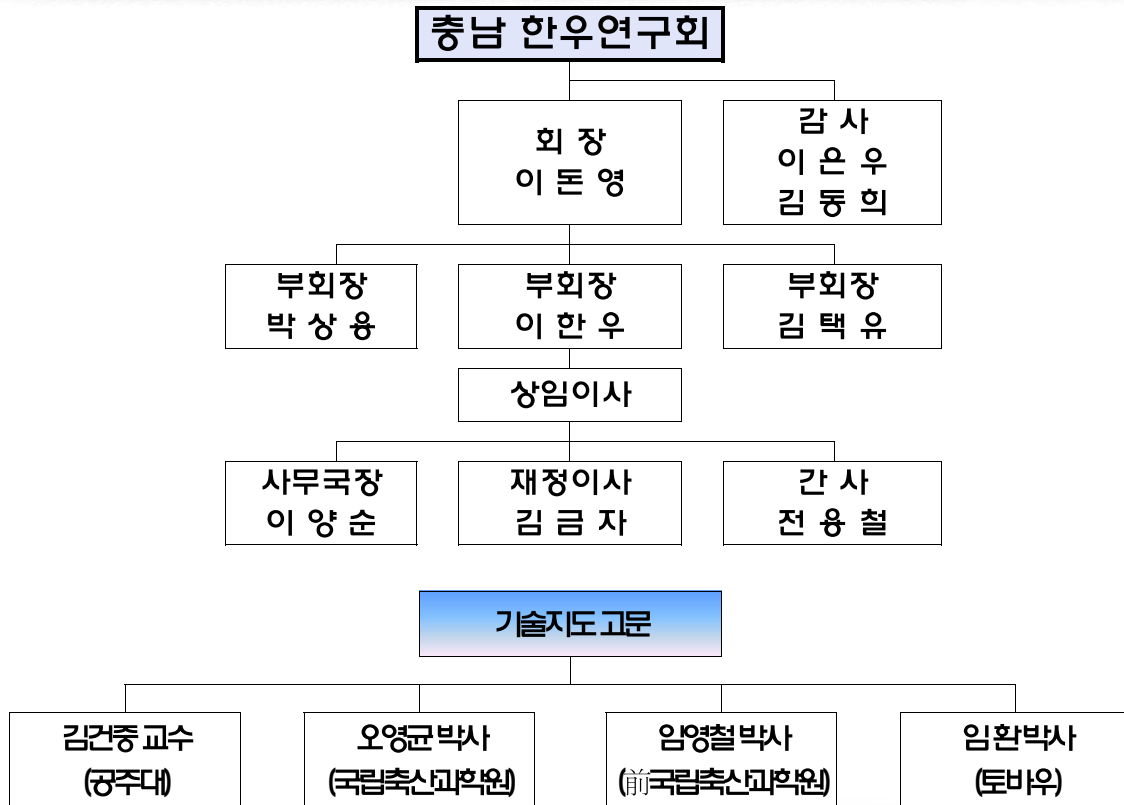 충남 한우연구회
회 장
이 돈 영
감 사
이 은 우
김 동 희
부회장
박 상 용
부회장
이 한 우
부회장
김 택 유
상임이사
사무국장
이 양 순
재정이사
김 금 자
간 사
전 용 철
기술지도 고문
김건중 교수
(공주대)
오영균 박사
(국립축산과학원)
임영철 박사
(前국립축산과학원)
임 환 박사
(토바우)